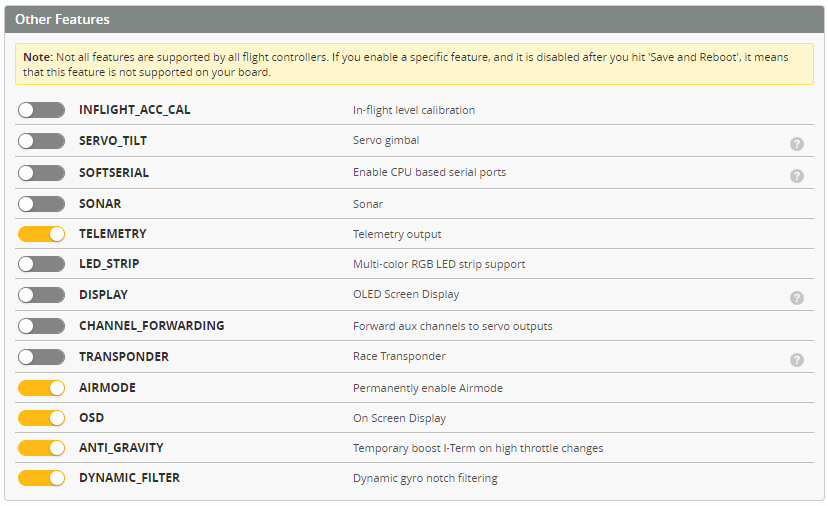 Other Features
Note: Not all features are supported by all flight controllers. If you enable a specific feature, and it is disabled after you hit 'Save and Reboot', it means
that this feature is not supported on your board.
INFLIGHT_ACC_CAL In-flight level calibration
SERVO_TILT Servo gimbal ?
SOFTSERIAL Enable CPU based serial ports ?
SONAR Sonar
TELEMETRY Telemetry output
LED_STRIP Multi-color RGB LED strip support
DISPLAY OLED Screen Display ?
CHANNEL_FORWARDING Forward aux channels to servo outputs
TRANSPONDER Race Transponder ?
AIRMODE Permanently enable Airmode
OSD On Screen Display
ANTI_GRAVITY Temporary boost I-Term on high throttle changes
DYNAMIC_FILTER Dynamic gyro notch filtering